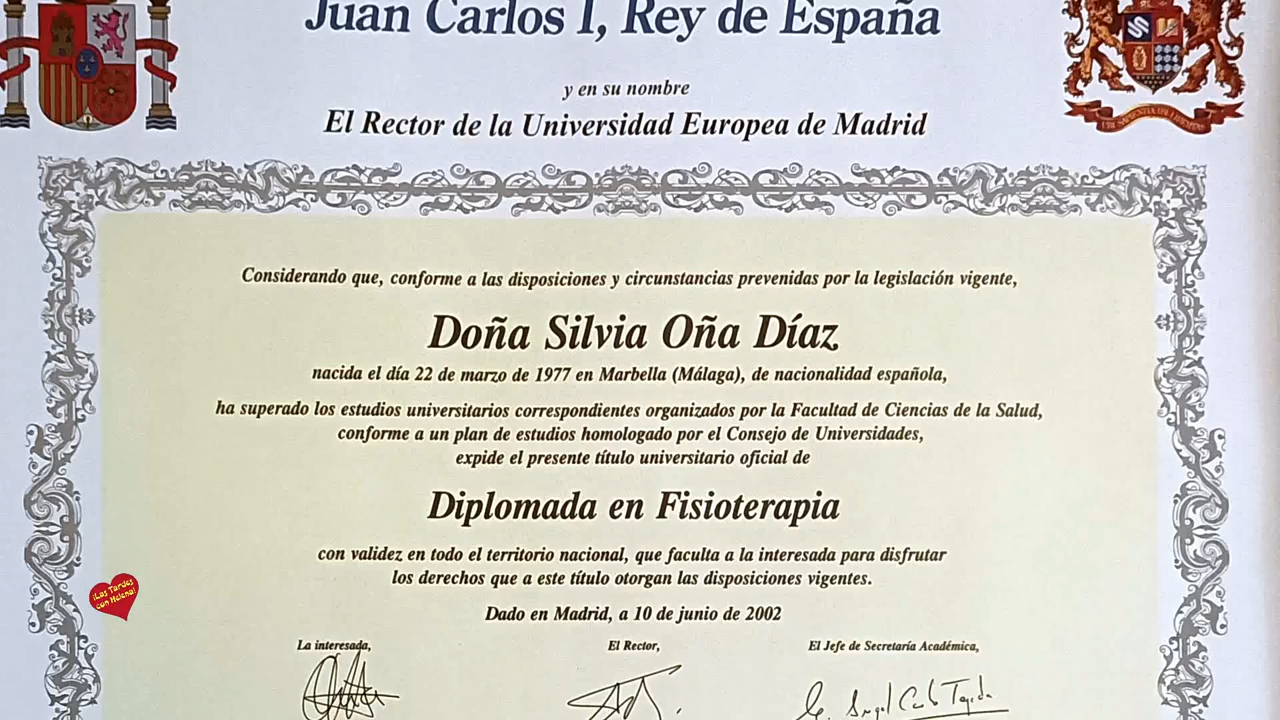 Juan Carlos I, Rey de España
y en su nombre
El Rector de la Universidad Europea de Madrid
Considerando que, conforme a las disposiciones y circunstancias prevenidas por la legislación vigente,
Doña Silvia Oña Díaz
nacida el día 22 de marzo de 1977 en Marbella (Málaga), de nacionalidad española,
ha superado los estudios universitarios correspondientes organizados por la Facultad de Ciencias de la Salud,
conforme a un plan de estudios homologado por el Consejo de Universidades,
expide el presente título universitario oficial de
Diplomada en Fisioterapia
con validez en todo el territorio nacional, que faculta a la interesada para disfrutar
los derechos que a este título otorgan las disposiciones vigentes.
¡Las Tardes
con Helena!
Dado en Madrid, a 10 de junio de 2002
La interesada,
El Rector,
El Jefe de Secretaría Académica,